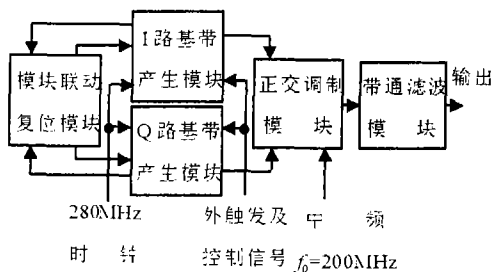 I路基带
产生模块
模块联动
复位模块
Q路基带
产生模块
正交调制
模 块
带通滤波
模 块
输出
280MHz
时 钟
外触发及
控制信号
中 频
f₀=200MHz